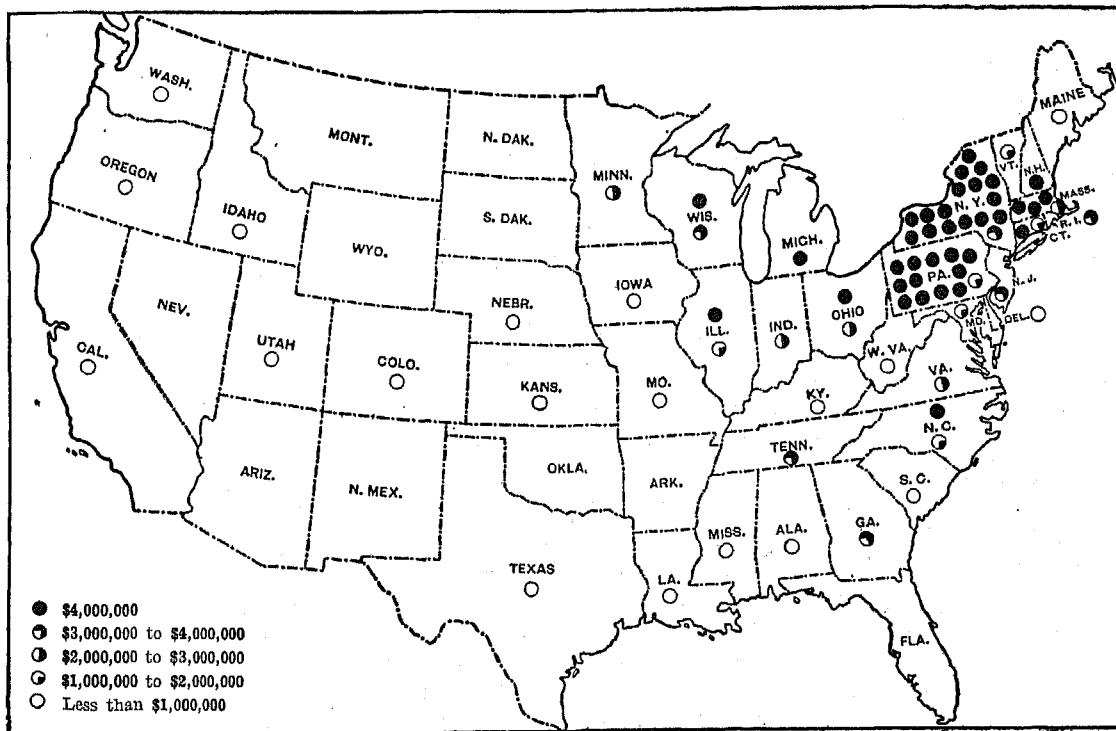 WASH.
OREGON
IDAHO
MONT.
WYO.
N. DAK.
S. DAK.
NEBR.
KANS.
OKLA.
TEXAS
NEV.
CAL.
UTAH
COLO.
ARIZ.
N. MEX.
MINN.
IOWA
MO.
ARK.
LA.
WIS.
MICH.
ILL.
IND.
OHIO
KY.
TENN.
MISS.
ALA.
GA.
FLA.
S. C.
N. C.
VA.
W. VA.
MD.
DEL.
PA.
N. J.
N. Y.
CT.
R. I.
MASS.
VT.
N.H.
MAINE
$4,000,000
$3,000,000 to $4,000,000
$2,000,000 to $3,000,000
$1,000,000 to $2,000,000
Less than $1,000,000